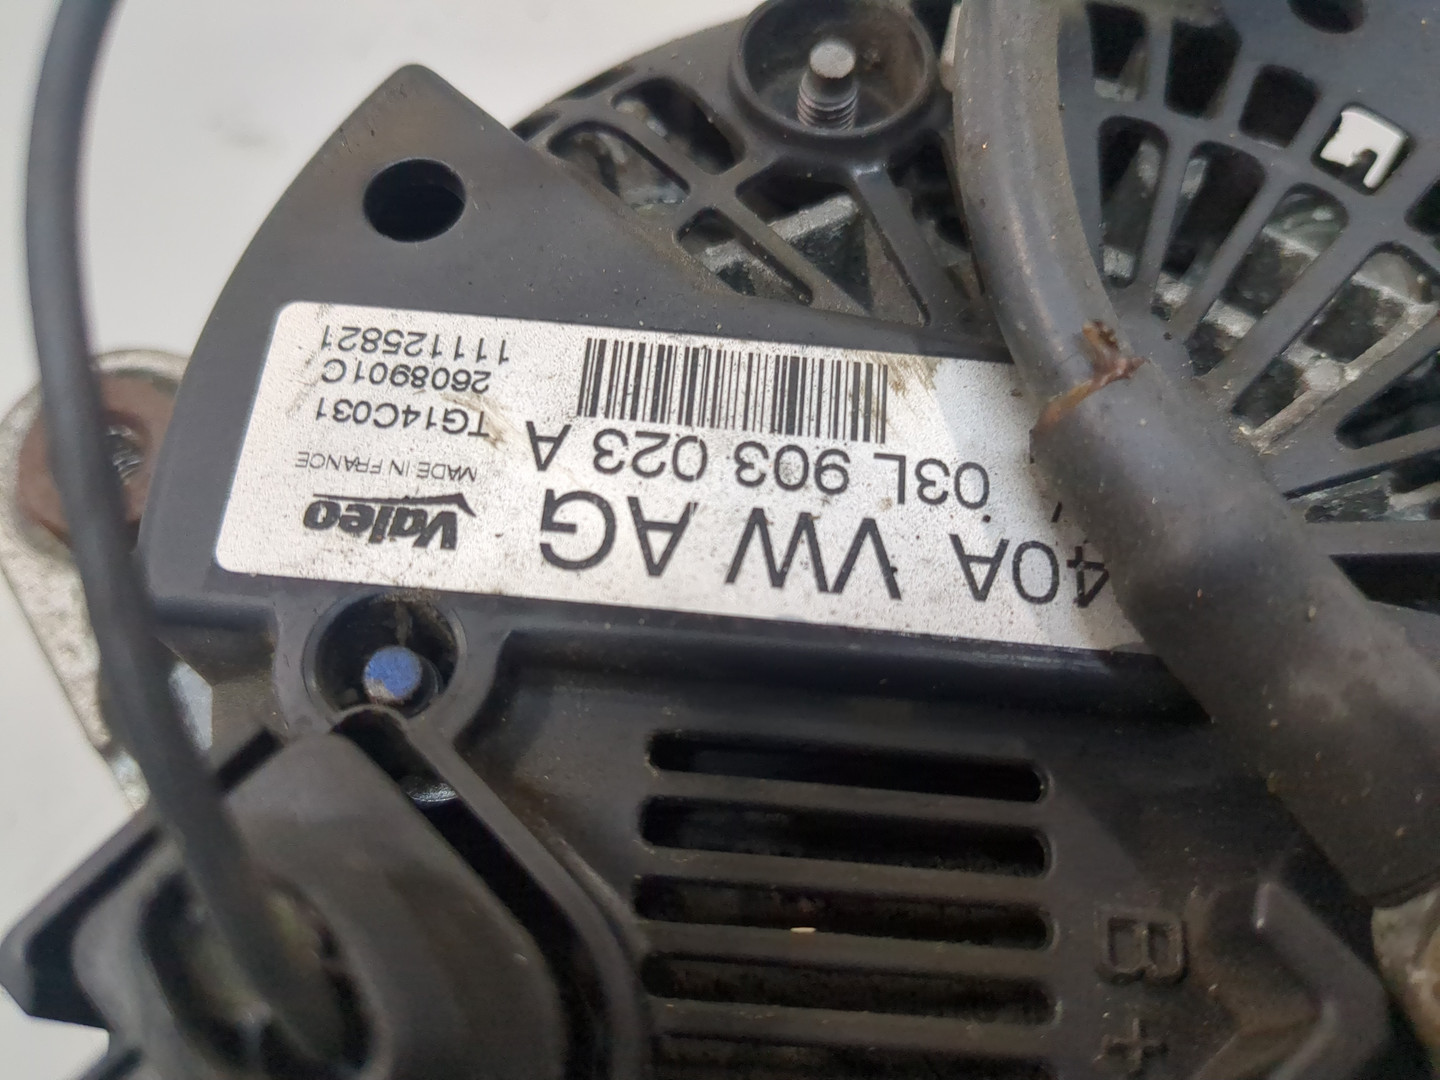 40A VW AG
03L 903 023 A
Valeo
MADE IN FRANCE
TG14C031
2608901C
111125821
B+